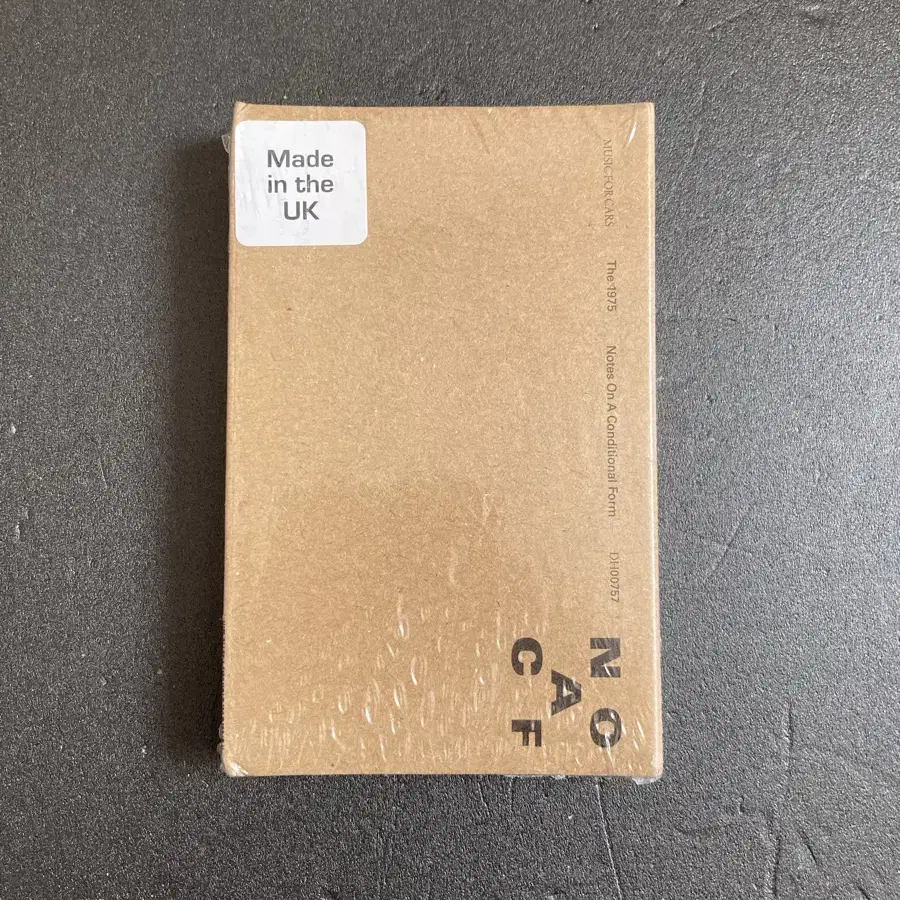 Made
in the
UK
MUSIC FOR CARS The 1975 Notes On A Conditional Form DH00757
N O
A
C F